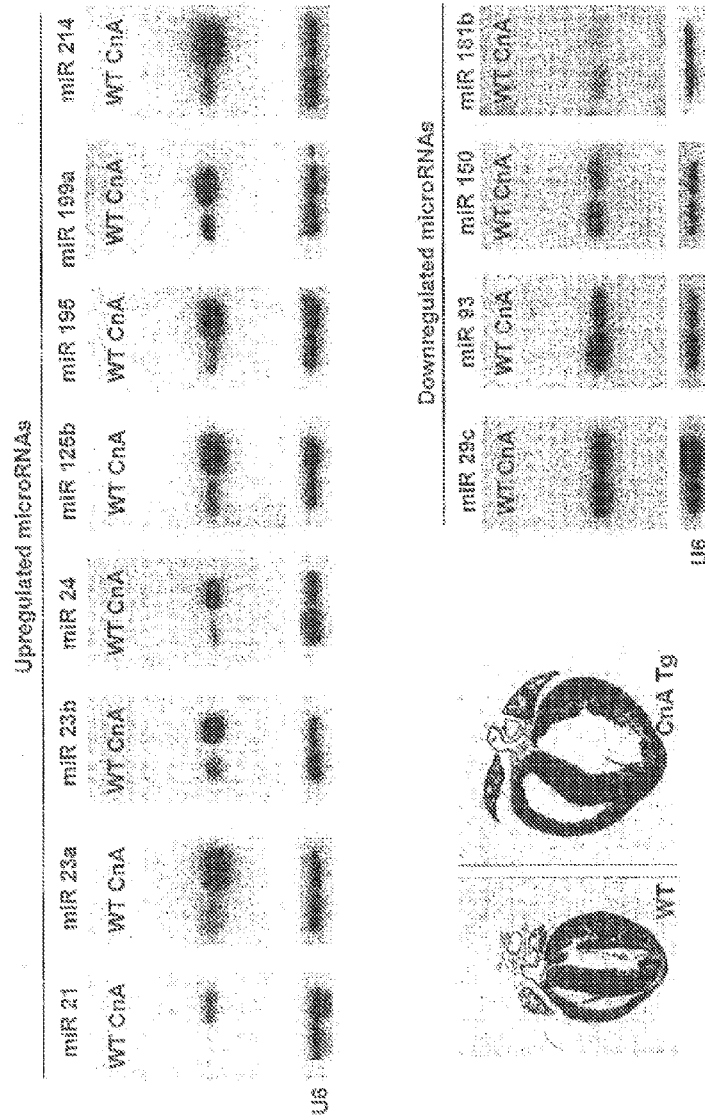 Upregulated microRNAs
miR 21 miR 23a miR 23b miR 24 miR 125b miR 195 miR 199a miR 214
WT CnA WT CnA WT CnA WT CnA WT CnA WT CnA WT CnA WT CnA
U6
Downregulated microRNAs
miR 29c miR 93 miR 150 miR 181b
WT CnA WT CnA WT CnA WT CnA
U6
WT CnA Tg